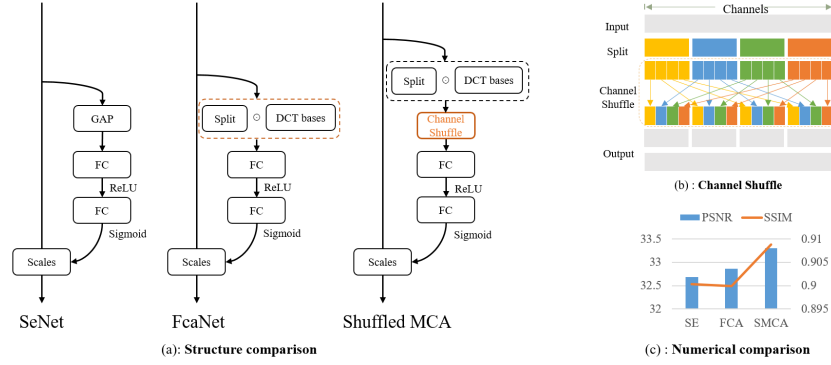 GAP
FC
ReLU
FC
Sigmoid
Scales
SeNet
Split ⊙ DCT bases
FC
ReLU
FC
Sigmoid
Scales
FcaNet
Split ⊙ DCT bases
Channel
Shuffle
FC
ReLU
FC
Sigmoid
Scales
Shuffled MCA
(a): Structure comparison
Channels
Input
Split
Channel
Shuffle
Output
(b) : Channel Shuffle
PSNR SSIM
33.5 0.91
33 0.905
32.5 0.9
32 0.895
SE FCA SMCA
(c) : Numerical comparison